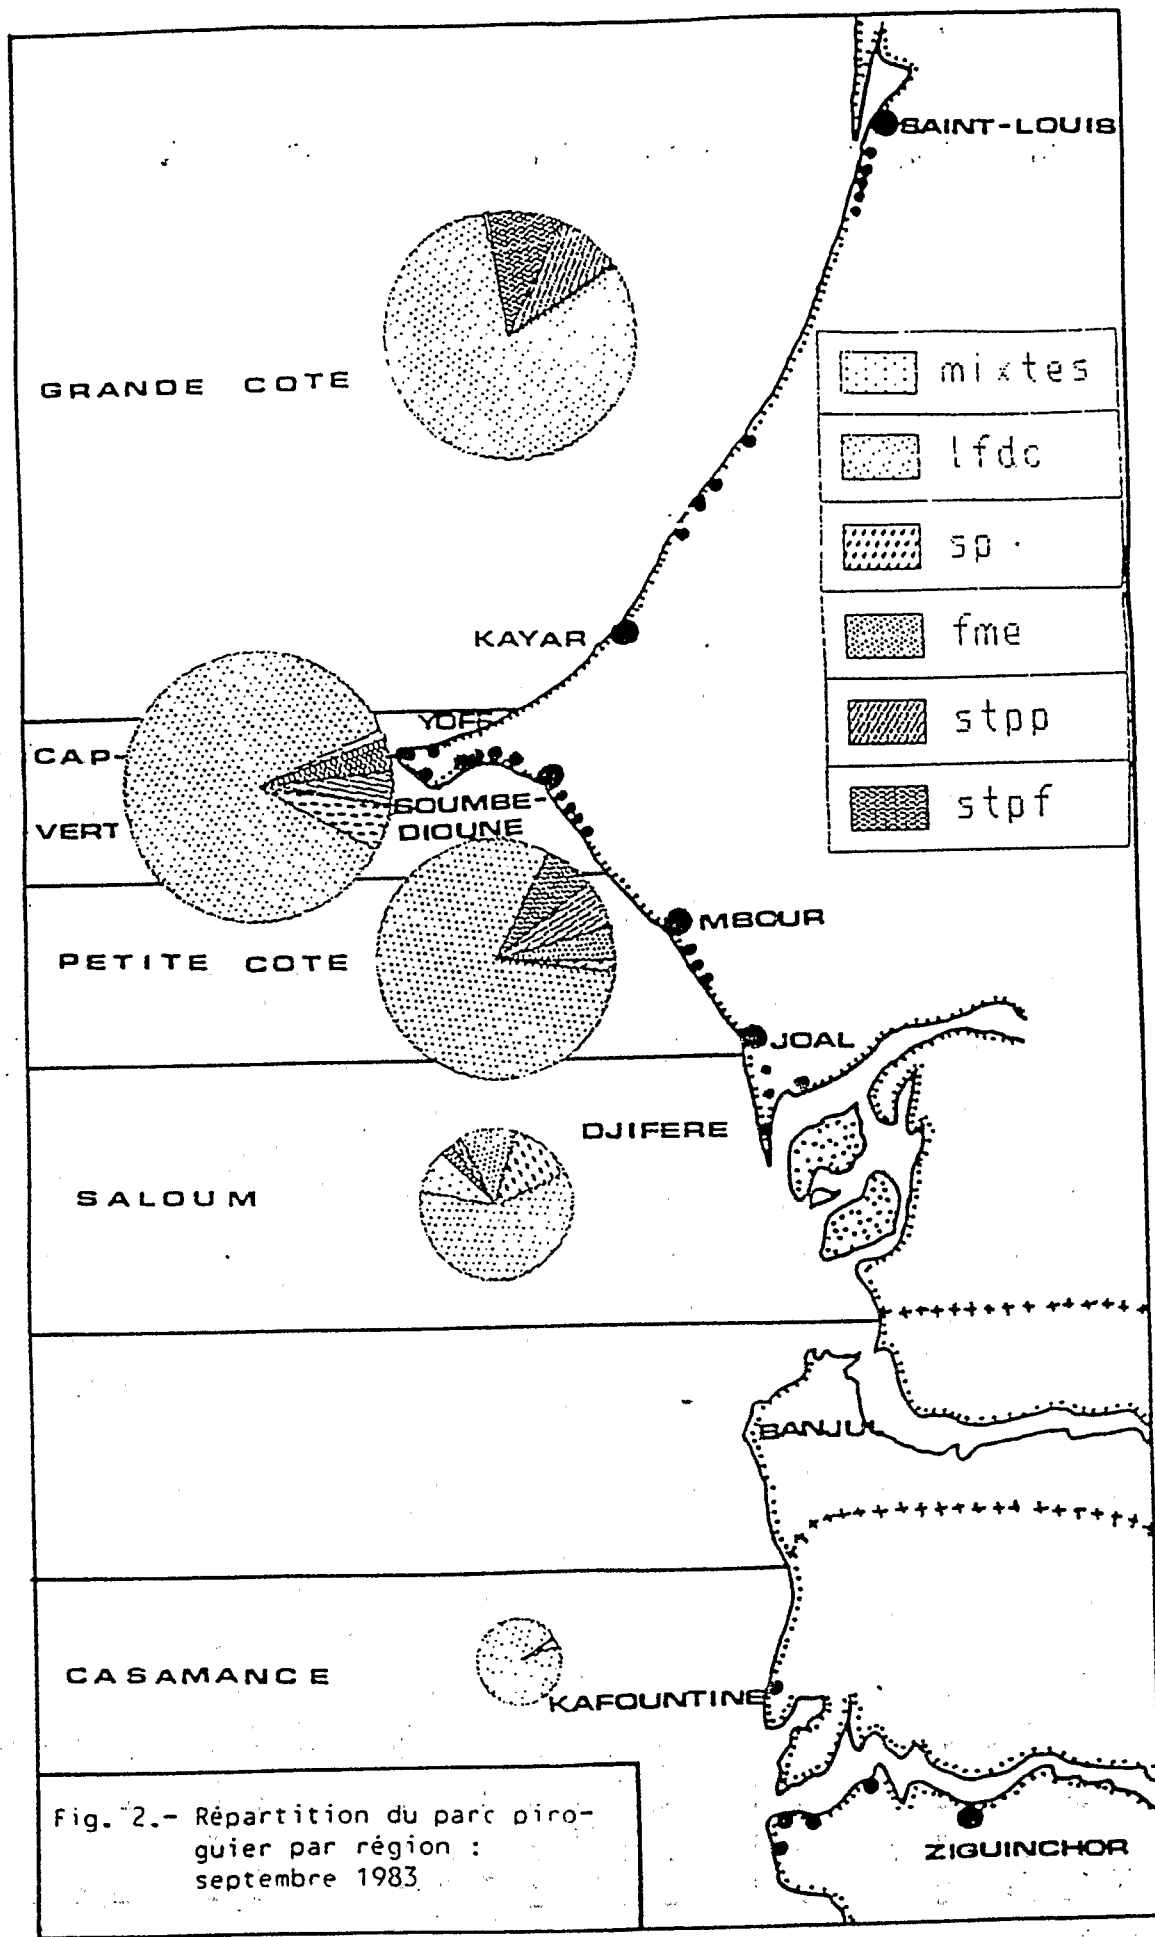 SAINT-LOUIS
GRANDE COTE
mixtes
lfdc
sp
fme
stpp
stpf
KAYAR
YOFF
CAP-
VERT
SOUMBE-
DIOUNE
MBOUR
PETITE COTE
JOAL
DJIFERE
SALOUM
BANJUL
CASAMANCE
KAFOUNTINE
ZIGUINCHOR
Fig. 2.- Répartition du parc piro-
guier par région :
septembre 1983